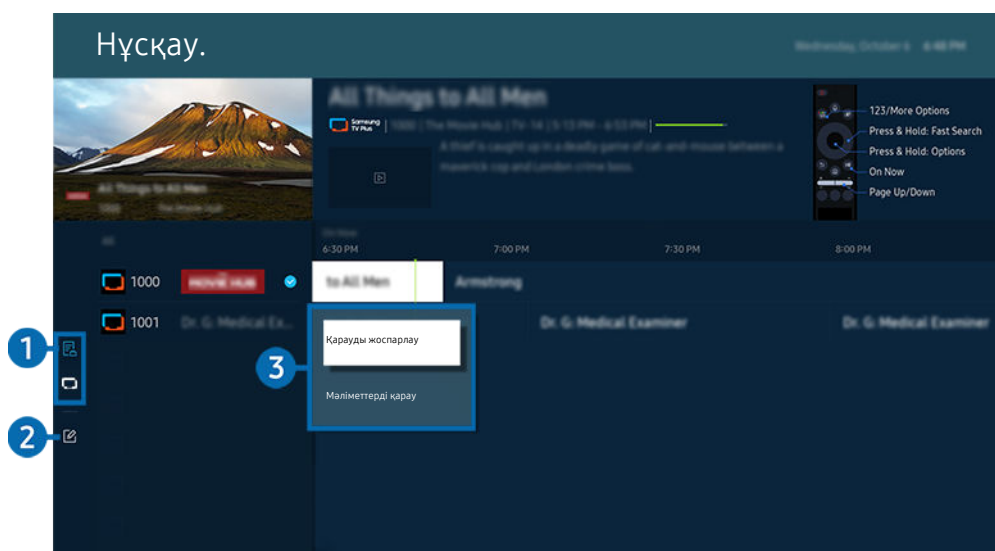 Нұсқау.
Wednesday, October 6 6:48 PM
All Things to All Men
Samsung TV Plus | 1000 | The Movie Hub | TV-14 | 5:13 PM - 6:53 PM |
A thief is caught up in a deadly game of cat-and-mouse between a
maverick cop and London crime boss.
123/More Options
Press & Hold: Fast Search
Press & Hold: Options
On Now
Page Up/Down
All Things to All Men
1000 The Movie Hub
All
On Now
6:30 PM 7:00 PM 7:30 PM 8:00 PM
1000 MOVIE HUB to All Men Armstrong
1001 Dr. G: Medical Ex... Dr. G: Medical Examiner Dr. G: Medical Examiner
1
2
3
Қарауды жоспарлау
Мәліметтерді қарау